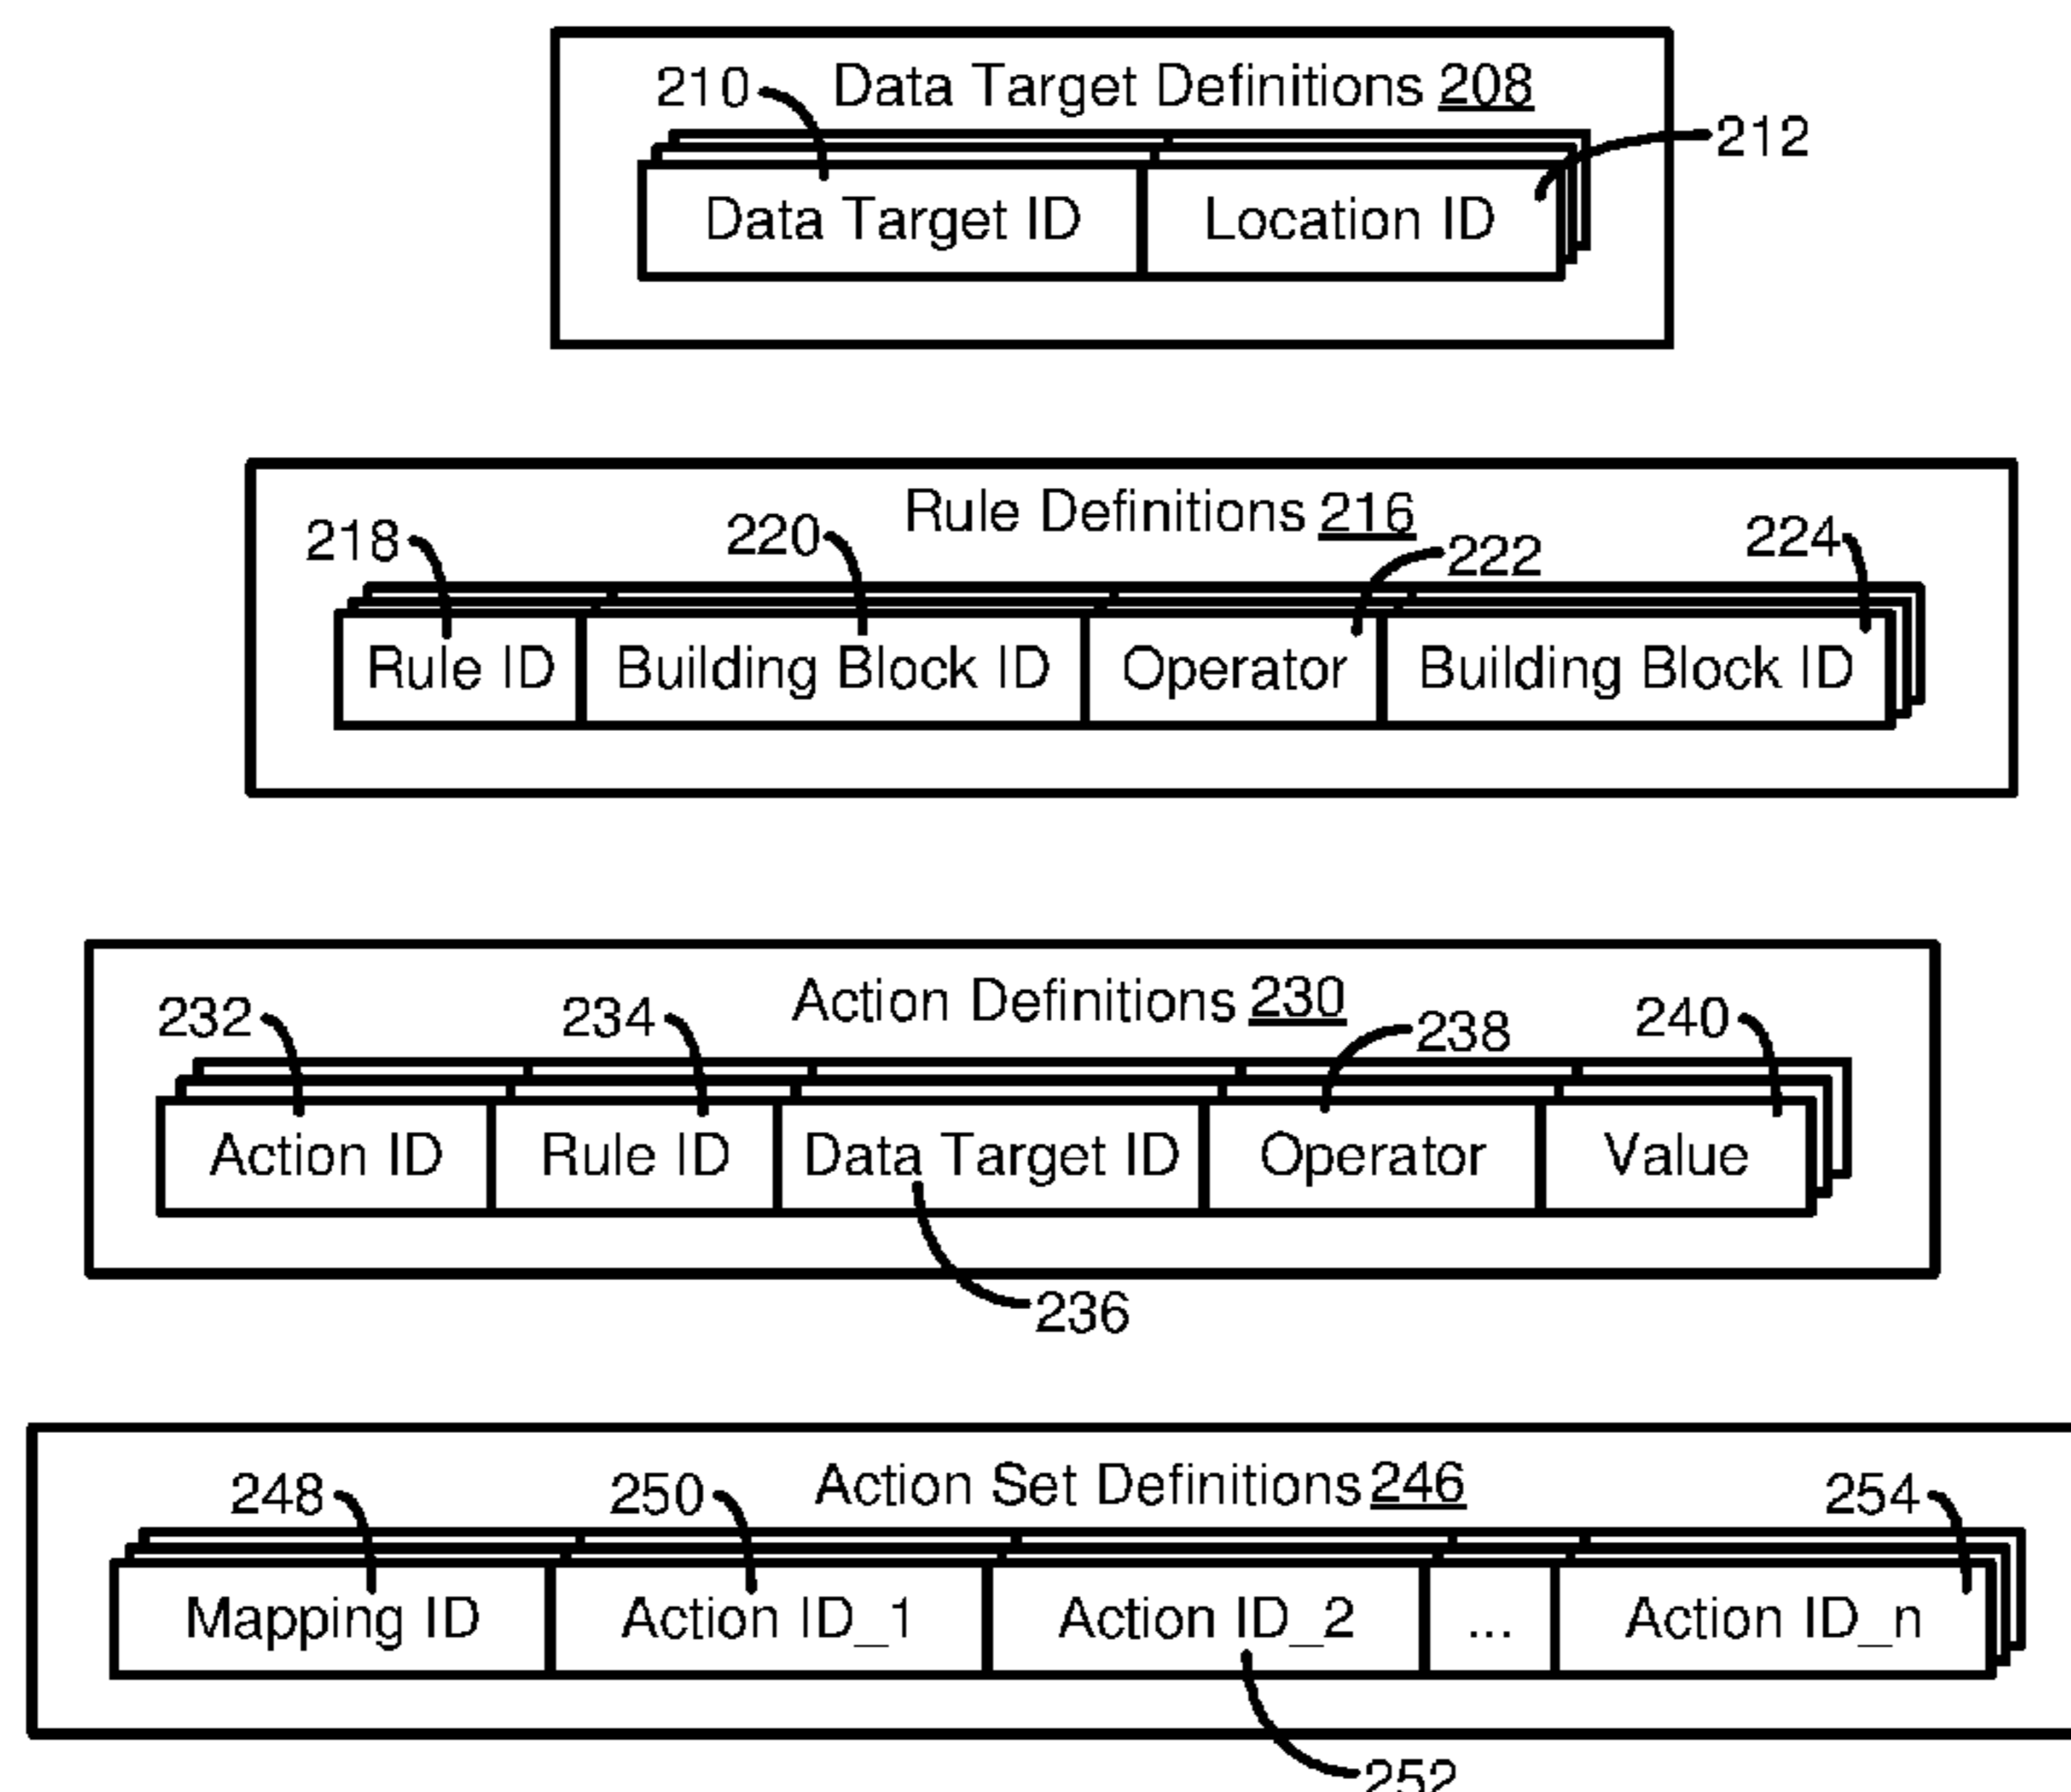 210 Data Target Definitions 208
212
Data Target ID Location ID
Rule Definitions 216
218 220 222 224
Rule ID Building Block ID Operator Building Block ID
Action Definitions 230
232 234 238 240
Action ID Rule ID Data Target ID Operator Value
236
Action Set Definitions 246
248 250 254
Mapping ID Action ID_1 Action ID_2 ... Action ID_n
252